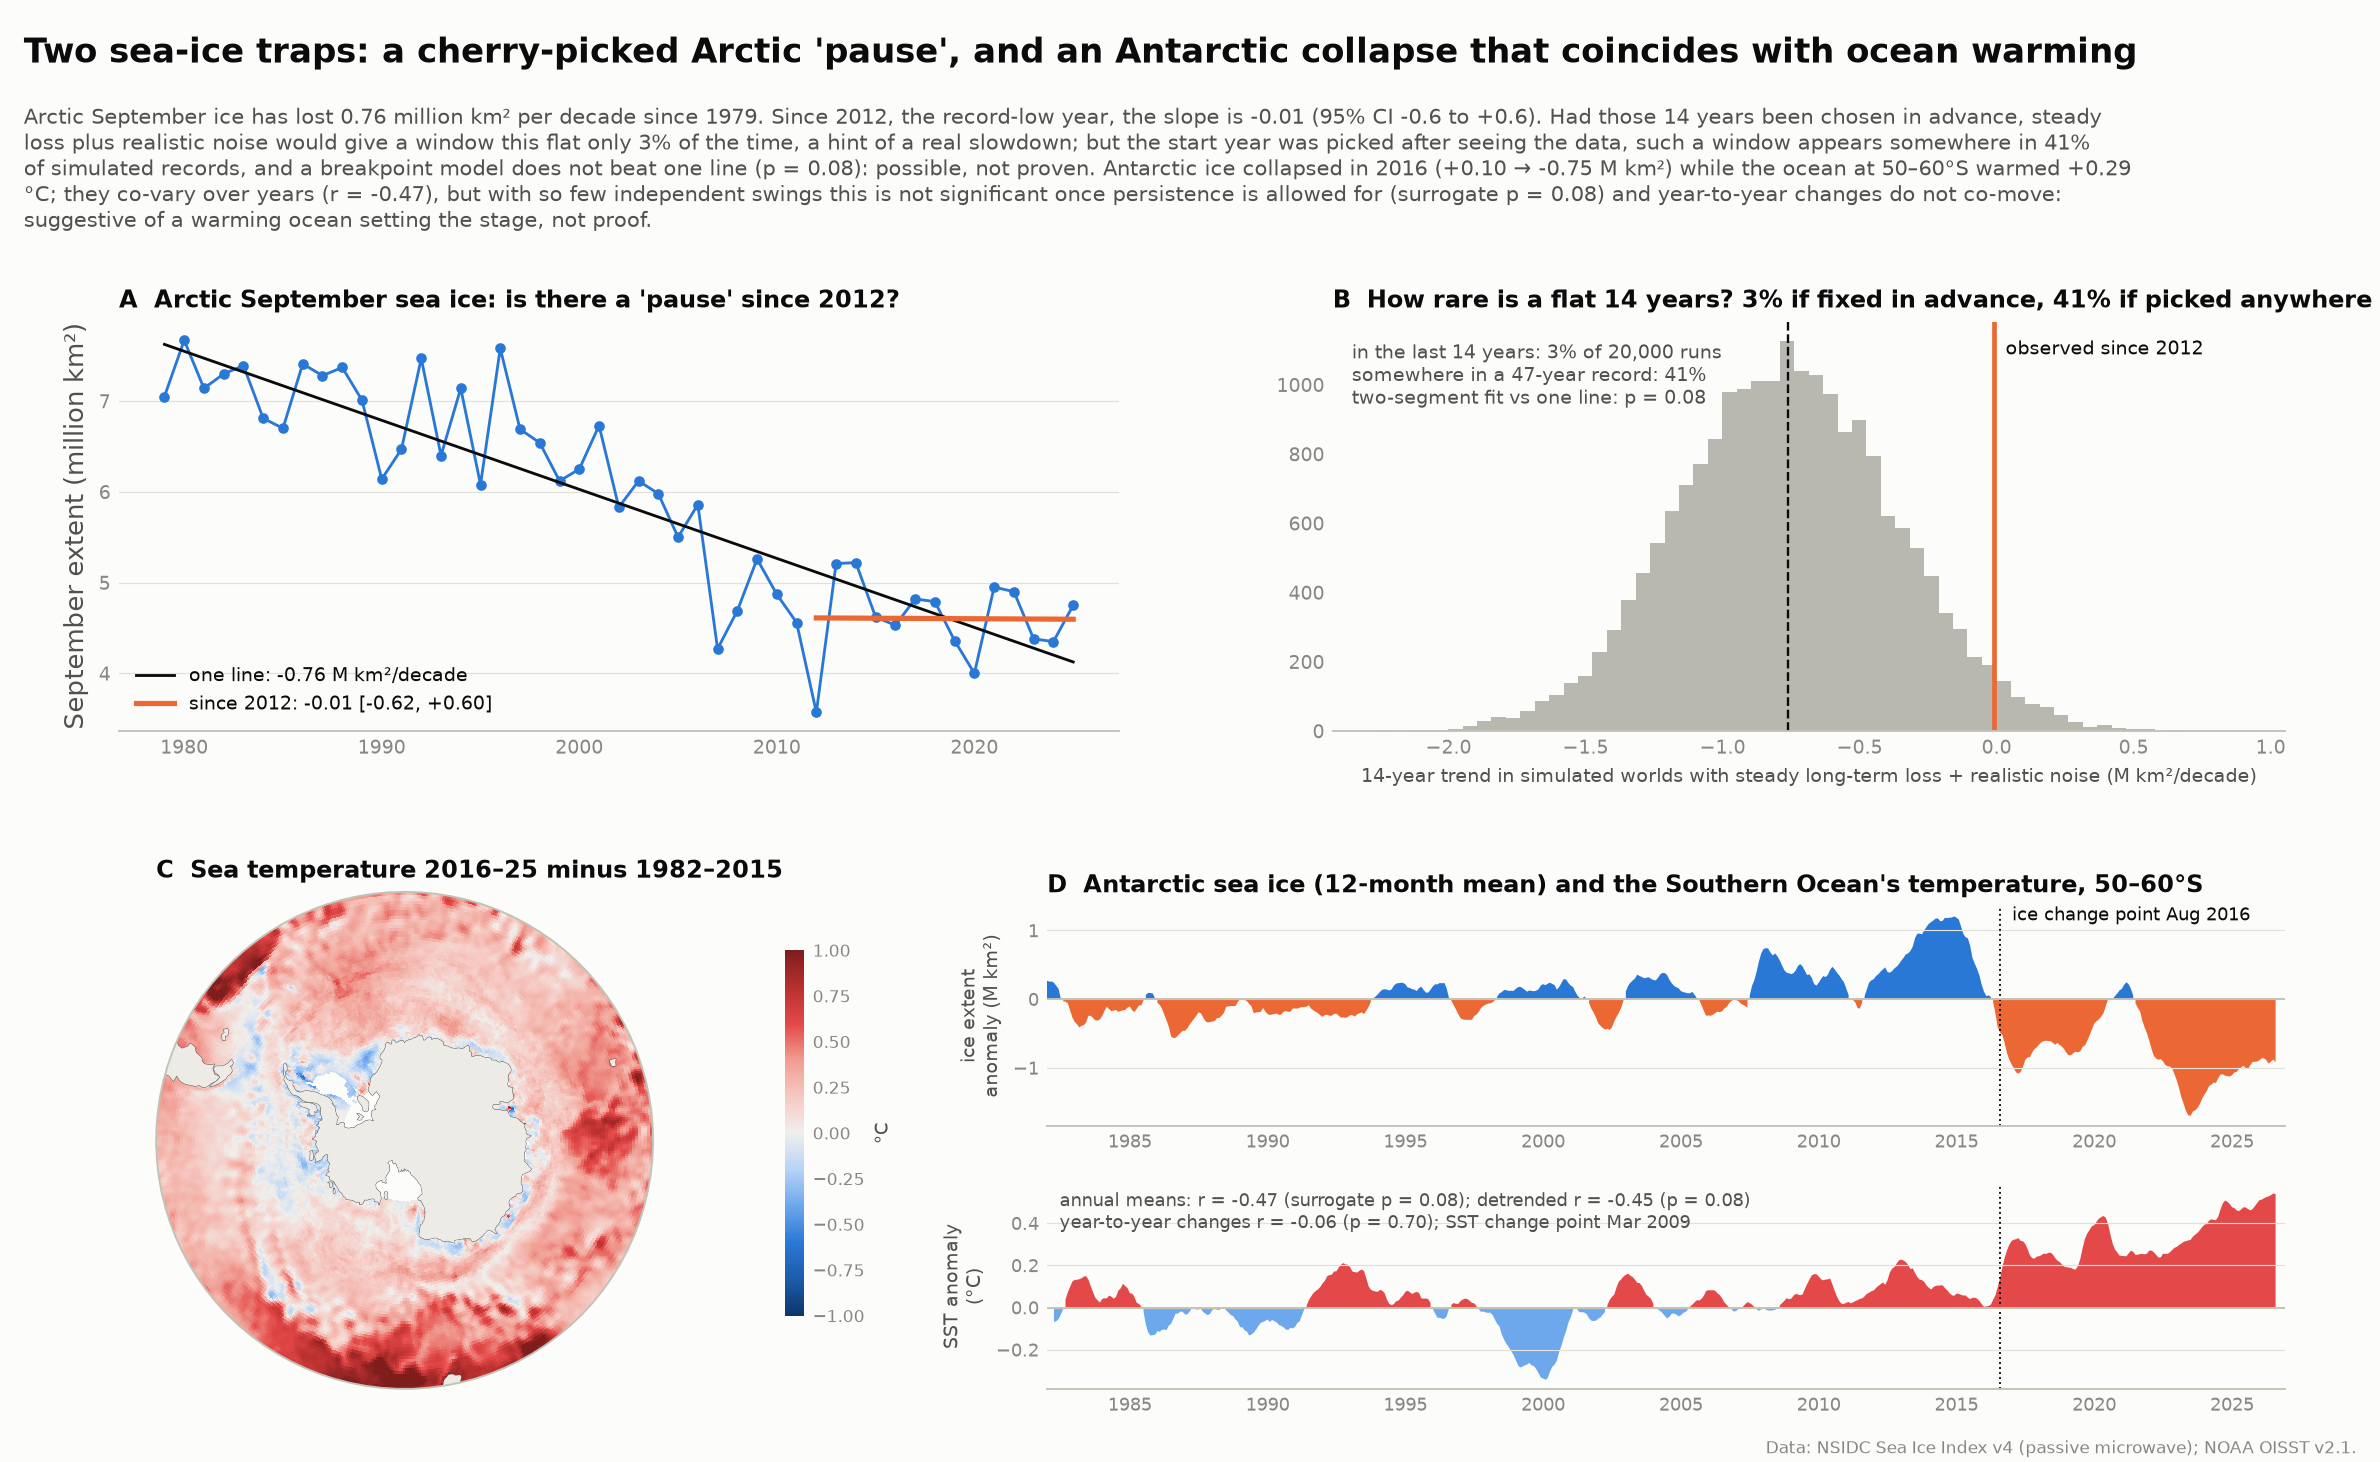 Two sea-ice traps: a cherry-picked Arctic 'pause', and an Antarctic collapse that coincides with ocean warming
Arctic September ice has lost 0.76 million km² per decade since 1979. Since 2012, the record-low year, the slope is -0.01 (95% CI -0.6 to +0.6). Had those 14 years been chosen in advance, steady
loss plus realistic noise would give a window this flat only 3% of the time, a hint of a real slowdown; but the start year was picked after seeing the data, such a window appears somewhere in 41%
of simulated records, and a breakpoint model does not beat one line (p = 0.08): possible, not proven. Antarctic ice collapsed in 2016 (+0.10 → -0.75 M km²) while the ocean at 50–60°S warmed +0.29
°C; they co-vary over years (r = -0.47), but with so few independent swings this is not significant once persistence is allowed for (surrogate p = 0.08) and year-to-year changes do not co-move:
suggestive of a warming ocean setting the stage, not proof.
A Arctic September sea ice: is there a 'pause' since 2012?
September extent (million km²)
7
6
5
4
one line: -0.76 M km²/decade
since 2012: -0.01 [-0.62, +0.60]
1980 1990 2000 2010 2020
B How rare is a flat 14 years? 3% if fixed in advance, 41% if picked anywhere
in the last 14 years: 3% of 20,000 runs
somewhere in a 47-year record: 41%
two-segment fit vs one line: p = 0.08
observed since 2012
1000
800
600
400
200
0
−2.0 −1.5 −1.0 −0.5 0.0 0.5 1.0
14-year trend in simulated worlds with steady long-term loss + realistic noise (M km²/decade)
C Sea temperature 2016–25 minus 1982–2015
1.00
0.75
0.50
0.25
0.00
−0.25
−0.50
−0.75
−1.00
°C
D Antarctic sea ice (12-month mean) and the Southern Ocean's temperature, 50–60°S
ice change point Aug 2016
ice extent
anomaly (M km²)
1
0
−1
1985 1990 1995 2000 2005 2010 2015 2020 2025
annual means: r = -0.47 (surrogate p = 0.08); detrended r = -0.45 (p = 0.08)
year-to-year changes r = -0.06 (p = 0.70); SST change point Mar 2009
SST anomaly
(°C)
0.4
0.2
0.0
−0.2
1985 1990 1995 2000 2005 2010 2015 2020 2025
Data: NSIDC Sea Ice Index v4 (passive microwave); NOAA OISST v2.1.